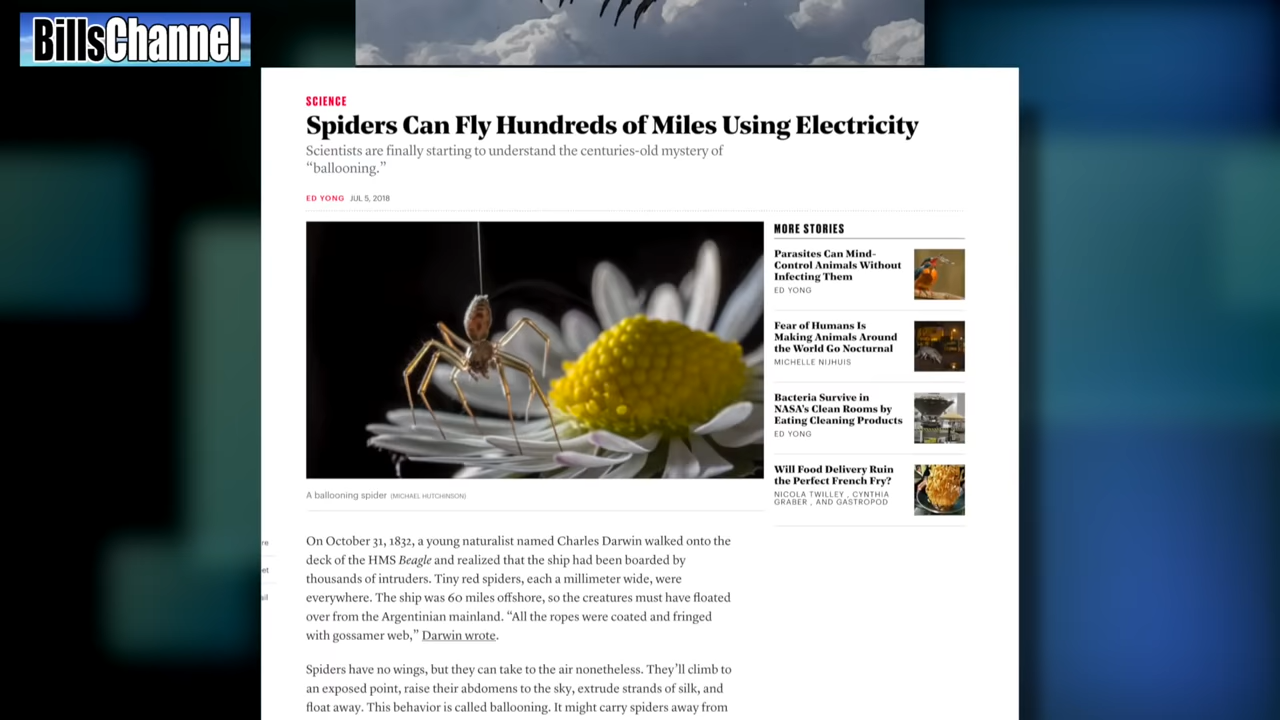 BillsChannel
SCIENCE
Spiders Can Fly Hundreds of Miles Using Electricity
Scientists are finally starting to understand the centuries-old mystery of
“ballooning.”
ED YONG JUL 5, 2018
A ballooning spider (MICHAEL HUTCHINSON)
On October 31, 1832, a young naturalist named Charles Darwin walked onto the
deck of the HMS Beagle and realized that the ship had been boarded by
thousands of intruders. Tiny red spiders, each a millimeter wide, were
everywhere. The ship was 60 miles offshore, so the creatures must have floated
over from the Argentinian mainland. “All the ropes were coated and fringed
with gossamer web,” Darwin wrote.
Spiders have no wings, but they can take to the air nonetheless. They’ll climb to
an exposed point, raise their abdomens to the sky, extrude strands of silk, and
float away. This behavior is called ballooning. It might carry spiders away from
MORE STORIES
Parasites Can Mind-
Control Animals Without
Infecting Them
ED YONG
Fear of Humans Is
Making Animals Around
the World Go Nocturnal
MICHELLE NIJHUIS
Bacteria Survive in
NASA’s Clean Rooms by
Eating Cleaning Products
ED YONG
Will Food Delivery Ruin
the Perfect French Fry?
NICOLA TWILLEY , CYNTHIA
GRABER , AND GASTROPOD